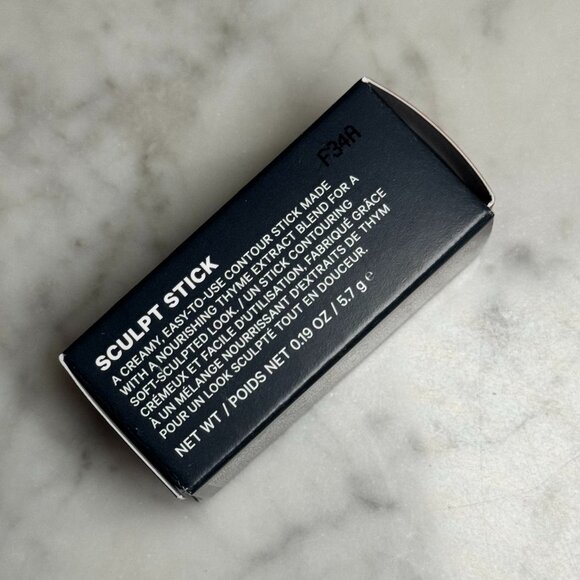 F34A
SCULPT STICK
A CREAMY, EASY-TO-USE CONTOUR STICK MADE
WITH A NOURISHING THYME EXTRACT BLEND FOR A
SOFT-SCULPTED LOOK. / UN STICK CONTOURING
CRÉMEUX ET FACILE D'UTILISATION, FABRIQUÉ GRÂCE
À UN MÉLANGE NOURRISSANT D'EXTRAITS DE THYM
POUR UN LOOK SCULPTÉ TOUT EN DOUCEUR.
NET WT / POIDS NET 0.19 OZ / 5.7 g ℮